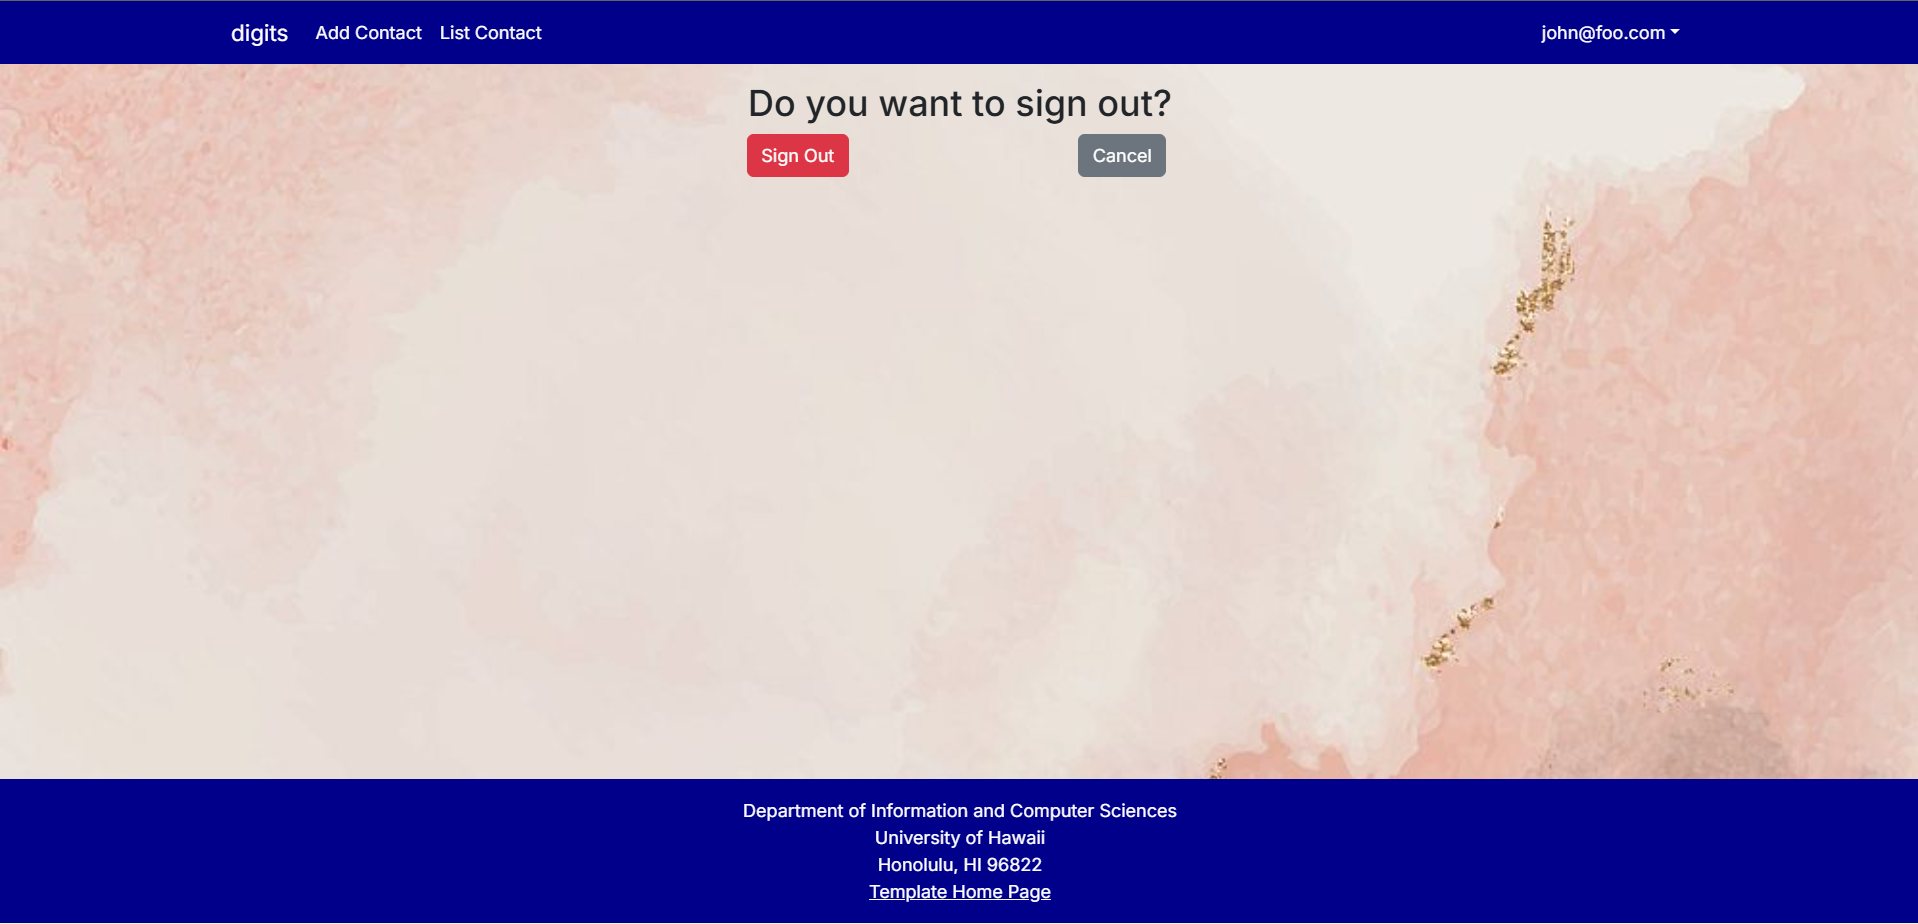 digits Add Contact List Contact john@foo.com
Do you want to sign out?
Sign Out Cancel
Department of Information and Computer Sciences
University of Hawaii
Honolulu, HI 96822
Template Home Page